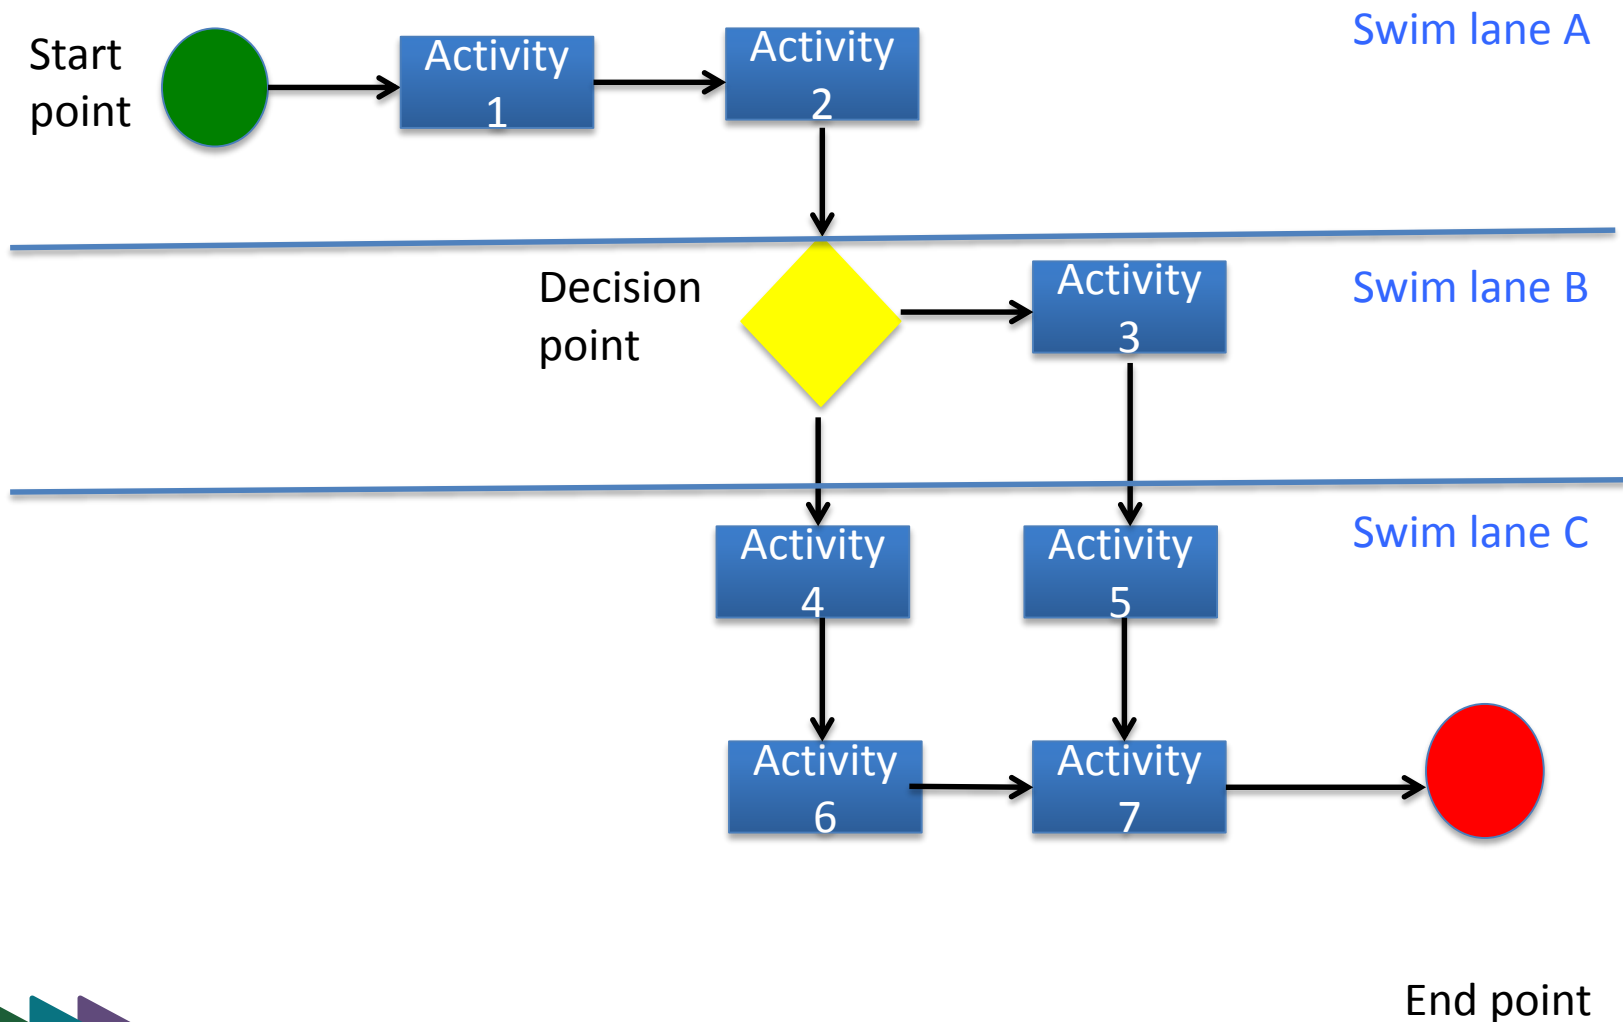 Swim lane A
Start
point
Activity
1
Activity
2
Decision
point
Activity
3
Swim lane B
Activity
4
Activity
5
Swim lane C
Activity
6
Activity
7
End point